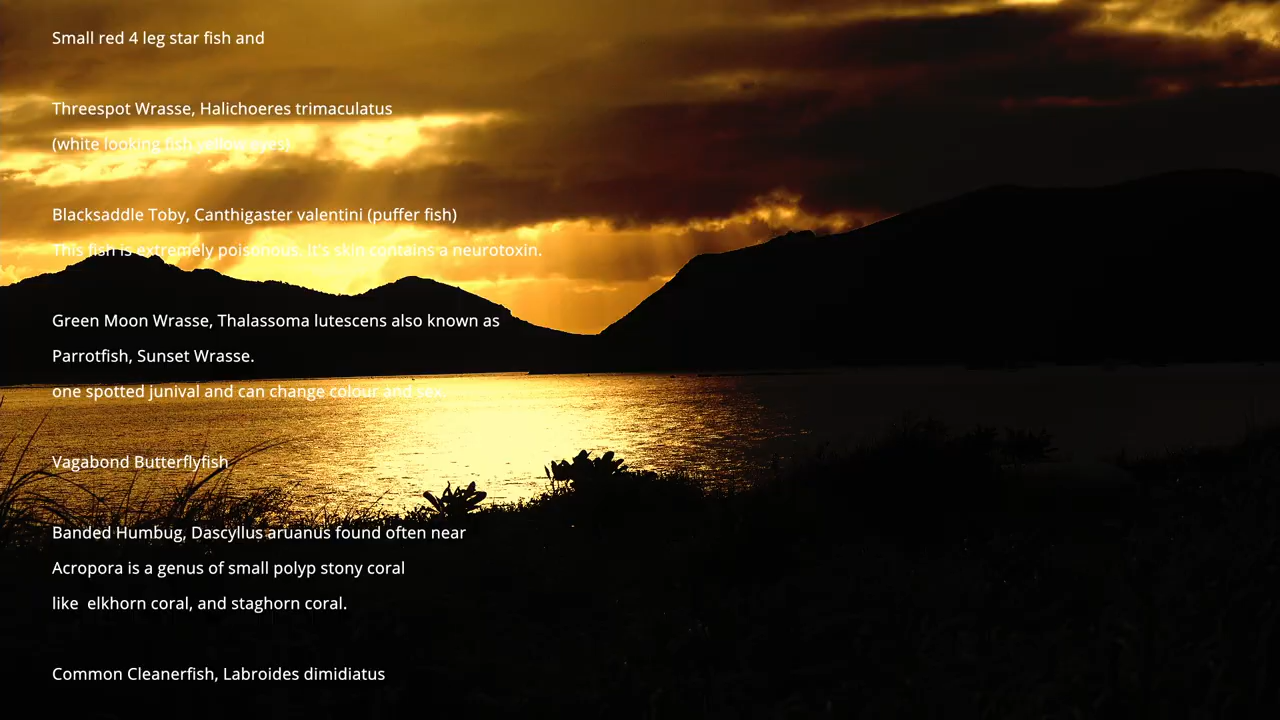 Small red 4 leg star fish and
Threespot Wrasse, Halichoeres trimaculatus
(white looking fish yellow eyes)
Blacksaddle Toby, Canthigaster valentini (puffer fish)
This fish is extremely poisonous. It's skin contains a neurotoxin.
Green Moon Wrasse, Thalassoma lutescens also known as
Parrotfish, Sunset Wrasse.
one spotted junival and can change colour and sex.
Vagabond Butterflyfish
Banded Humbug, Dascyllus aruanus found often near
Acropora is a genus of small polyp stony coral
like  elkhorn coral, and staghorn coral.
Common Cleanerfish, Labroides dimidiatus